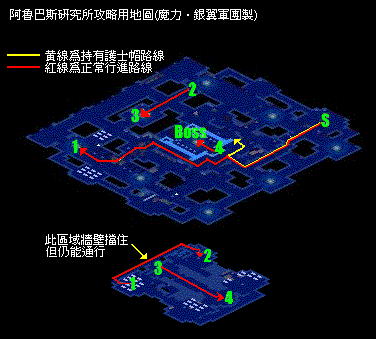 阿魯巴斯研究所攻略用地圖(魔力‧銀翼軍團製)
黃線爲持有護士帽路線
紅線爲正常行進路線
2
3
S
Boss
4
1
此區域牆壁擋住
但仍能通行
2
3
1
4